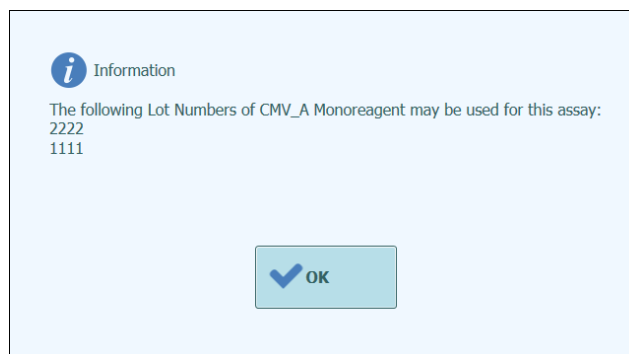 Information
The following Lot Numbers of CMV_A Monoreagent may be used for this assay:
2222
1111
OK